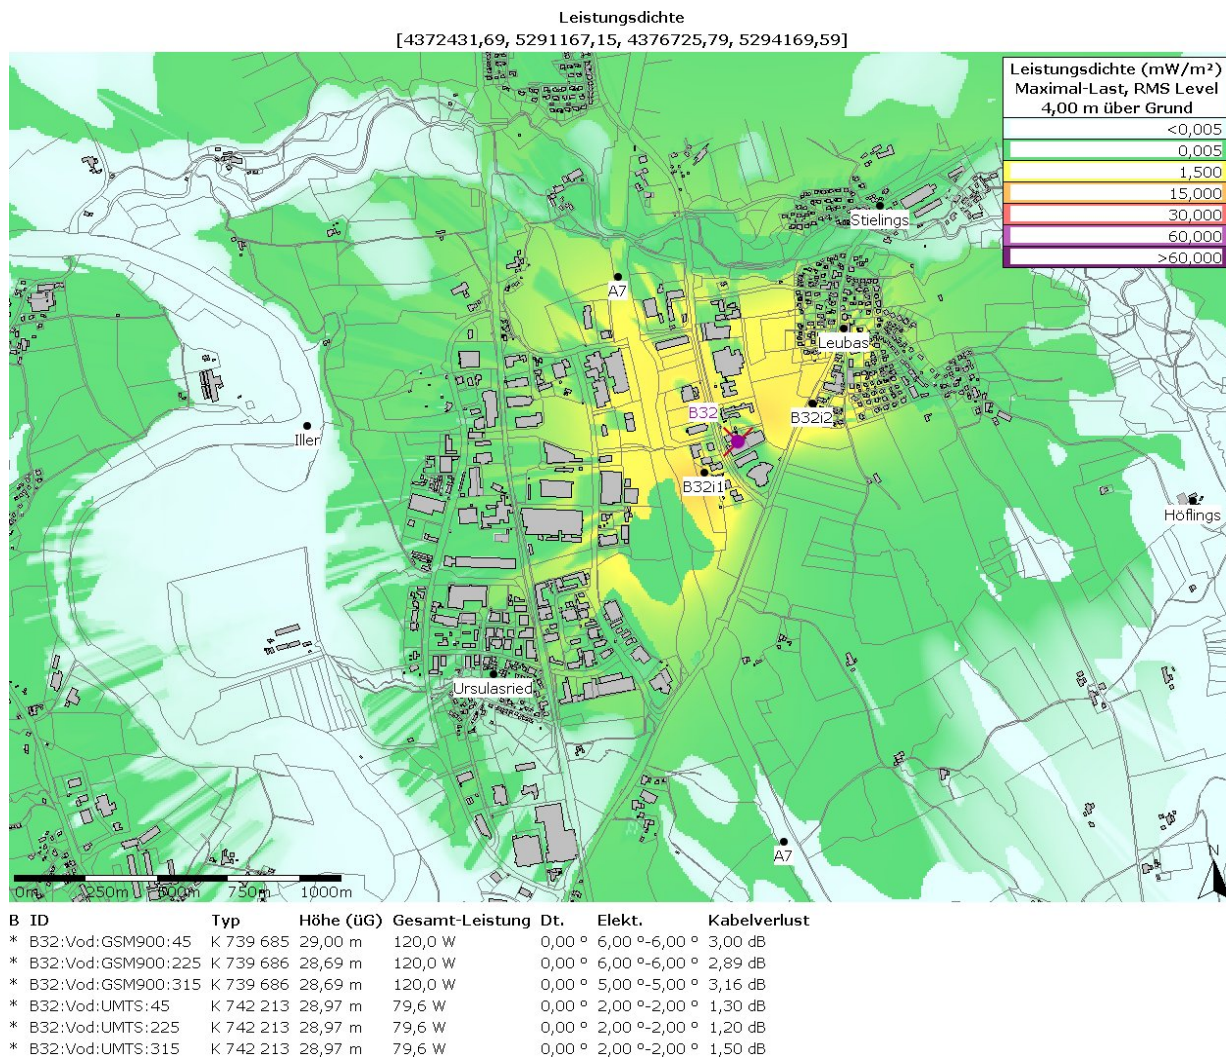 Leistungsdichte
[4372431,69, 5291167,15, 4376725,79, 5294169,59]
Leistungsdichte (mW/m²)
Maximal-Last, RMS Level
4,00 m über Grund
<0,005
0,005
1,500
15,000
30,000
60,000
>60,000
Stielings
A7
Leubas
B32
B32i2
Iller
B32i1
Höflings
Ursulasried
A7
N
0m 250m 500m 750m 1000m
B ID Typ Höhe (üG) Gesamt-Leistung Dt. Elekt. Kabelverlust
* B32:Vod:GSM900:45 K 739 685 29,00 m 120,0 W 0,00 º 6,00 º-6,00 º 3,00 dB
* B32:Vod:GSM900:225 K 739 686 28,69 m 120,0 W 0,00 º 6,00 º-6,00 º 2,89 dB
* B32:Vod:GSM900:315 K 739 686 28,69 m 120,0 W 0,00 º 5,00 º-5,00 º 3,16 dB
* B32:Vod:UMTS:45 K 742 213 28,97 m 79,6 W 0,00 º 2,00 º-2,00 º 1,30 dB
* B32:Vod:UMTS:225 K 742 213 28,97 m 79,6 W 0,00 º 2,00 º-2,00 º 1,20 dB
* B32:Vod:UMTS:315 K 742 213 28,97 m 79,6 W 0,00 º 2,00 º-2,00 º 1,50 dB